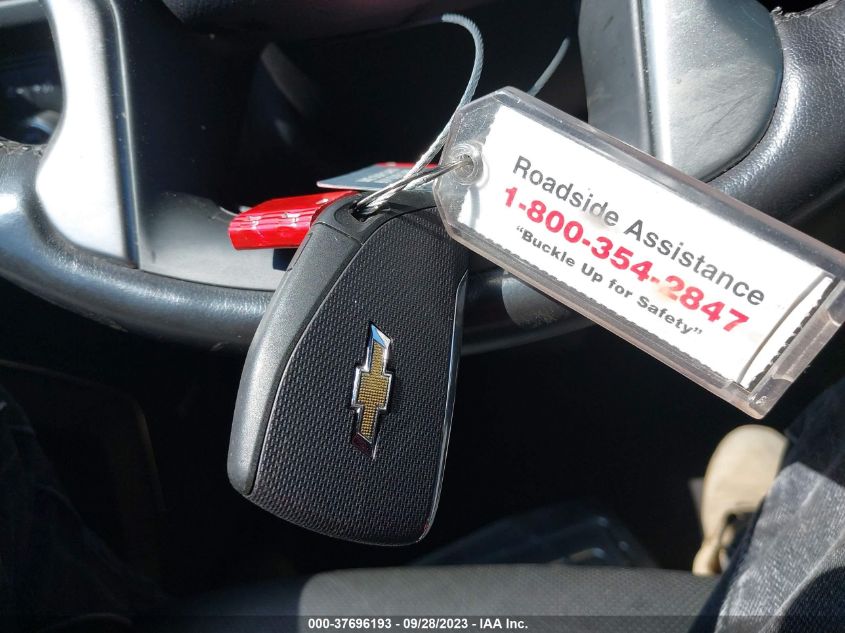 Roadside Assistance
1-800-354-2847
“Buckle Up for Safety”
000-37696193 - 09/28/2023 - IAA Inc.